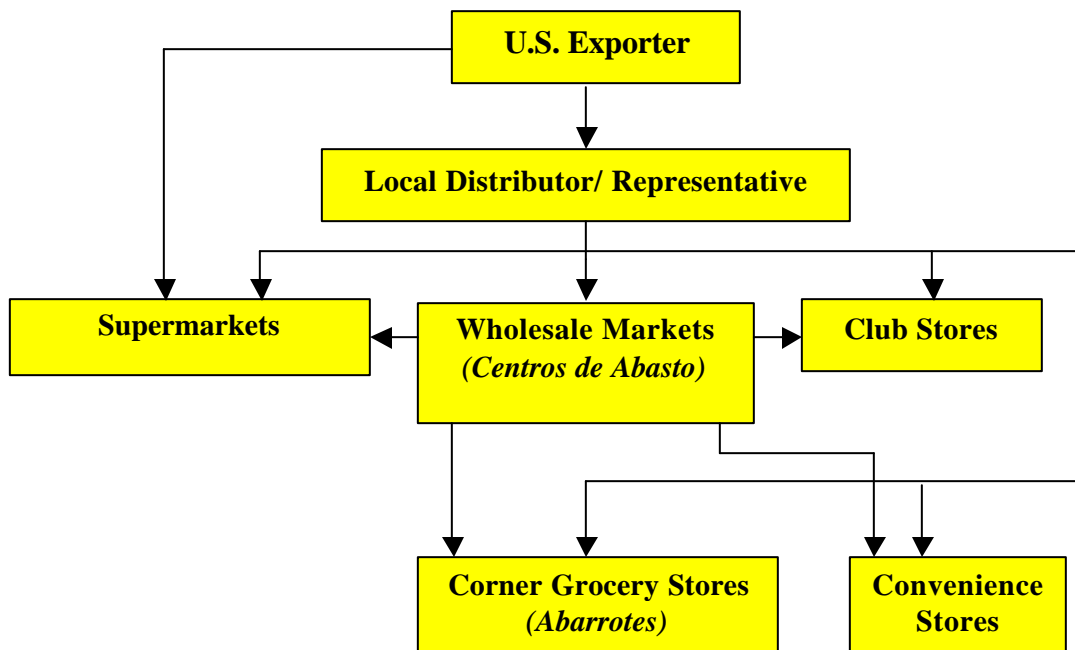 U.S. Exporter
Local Distributor/ Representative
Supermarkets
Wholesale Markets
(Centros de Abasto)
Club Stores
Corner Grocery Stores
(Abarrotes)
Convenience
Stores